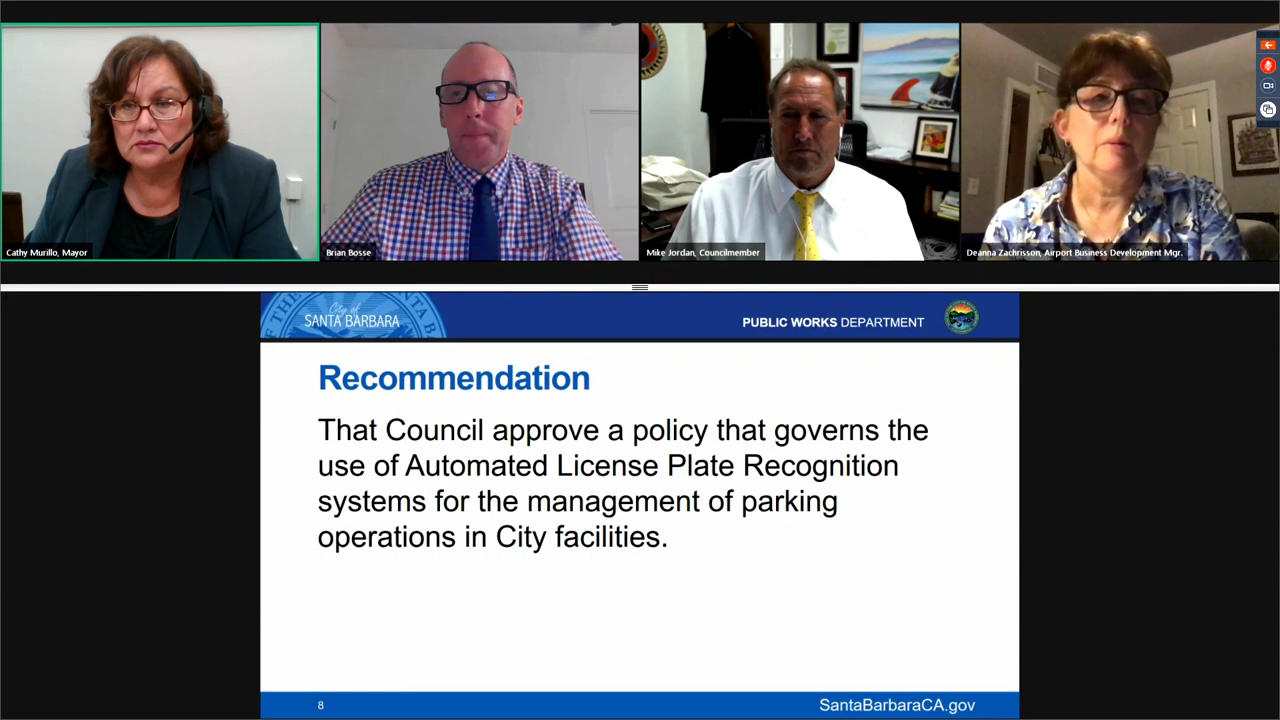 Cathy Murillo, Mayor
Brian Bosse
Mike Jordan, Councilmember
Deanna Zachrisson, Airport Business Development Mgr.
City of
SANTA BARBARA
PUBLIC WORKS DEPARTMENT
Recommendation
That Council approve a policy that governs the
use of Automated License Plate Recognition
systems for the management of parking
operations in City facilities.
8
SantaBarbaraCA.gov